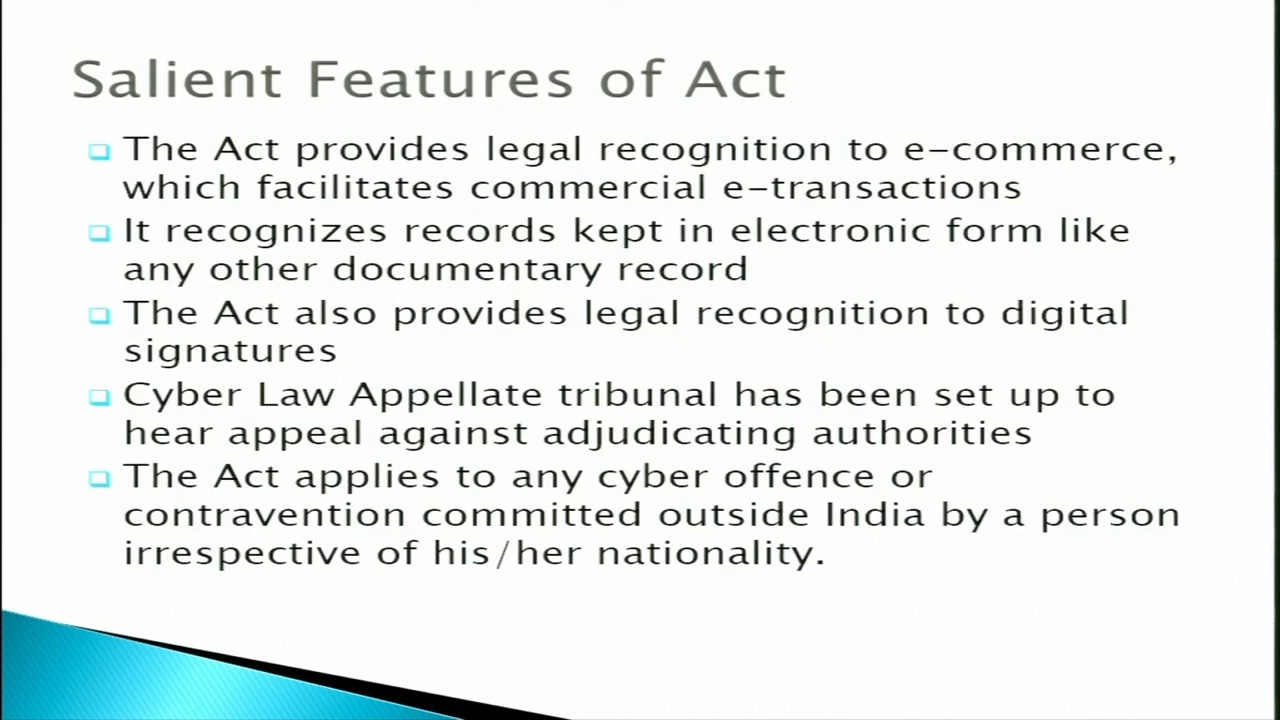 Salient Features of Act
The Act provides legal recognition to e-commerce,
which facilitates commercial e-transactions
It recognizes records kept in electronic form like
any other documentary record
The Act also provides legal recognition to digital
signatures
Cyber Law Appellate tribunal has been set up to
hear appeal against adjudicating authorities
The Act applies to any cyber offence or
contravention committed outside India by a person
irrespective of his/her nationality.